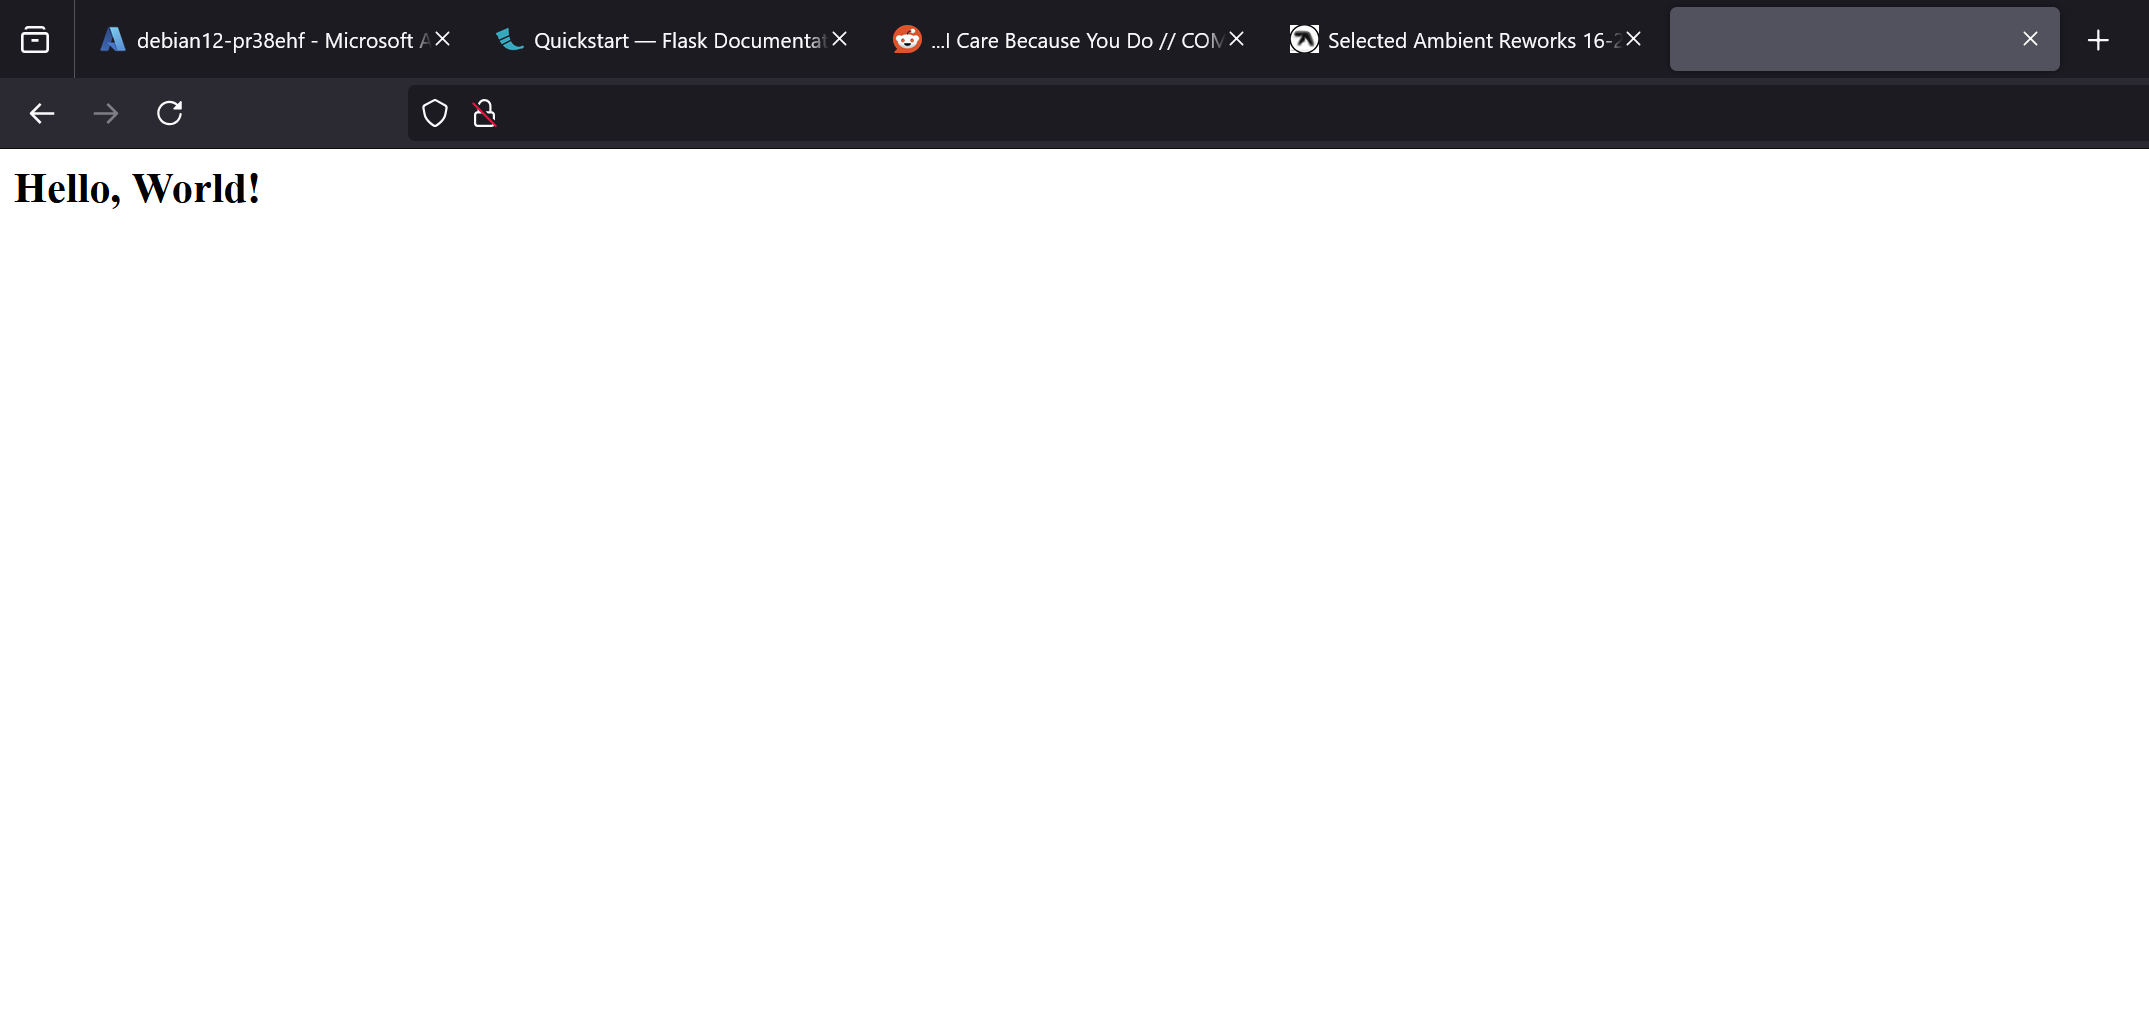 debian12-pr38ehf - Microsoft A
Quickstart — Flask Documentat
...I Care Because You Do // COM
Selected Ambient Reworks 16-2
Hello, World!